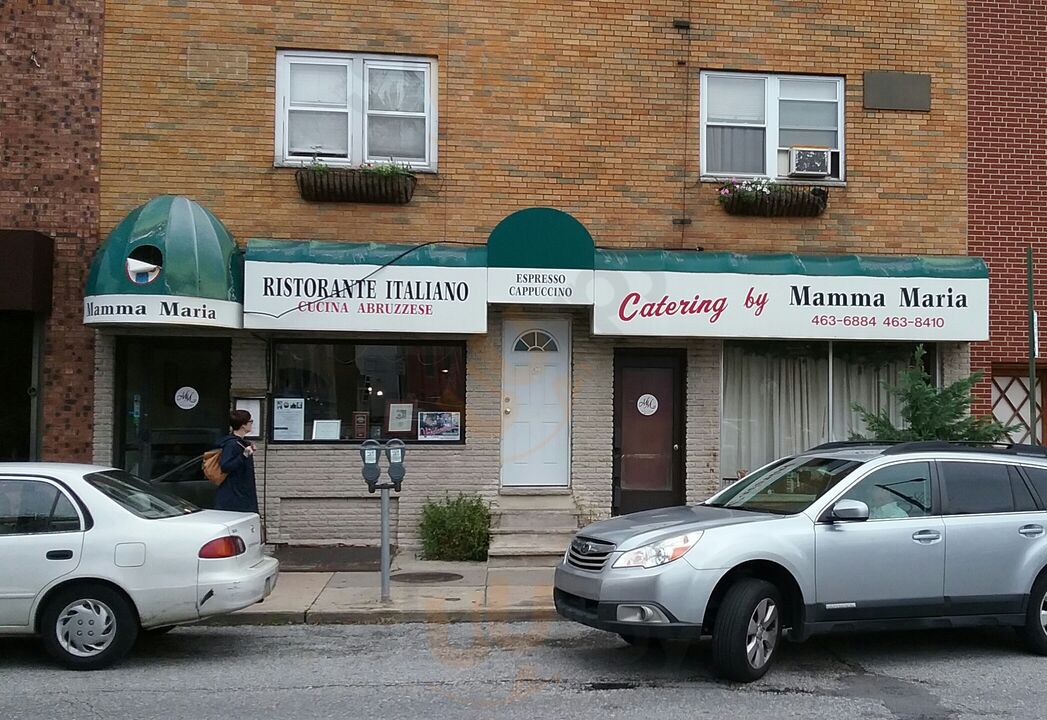 Mamma Maria
RISTORANTE ITALIANO
CUCINA ABRUZZESE
ESPRESSO
CAPPUCCINO
Catering by Mamma Maria
463-6884 463-8410